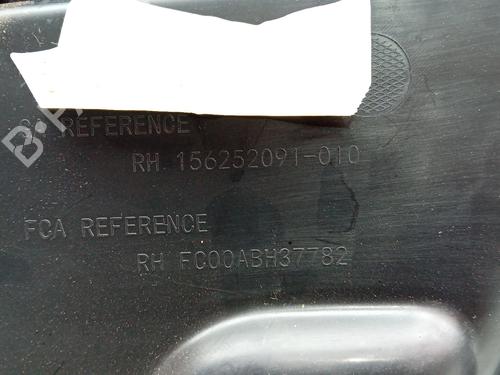 REFERENCE
RH 156252091-010
FCA REFERENCE
RH FC00ABH37782